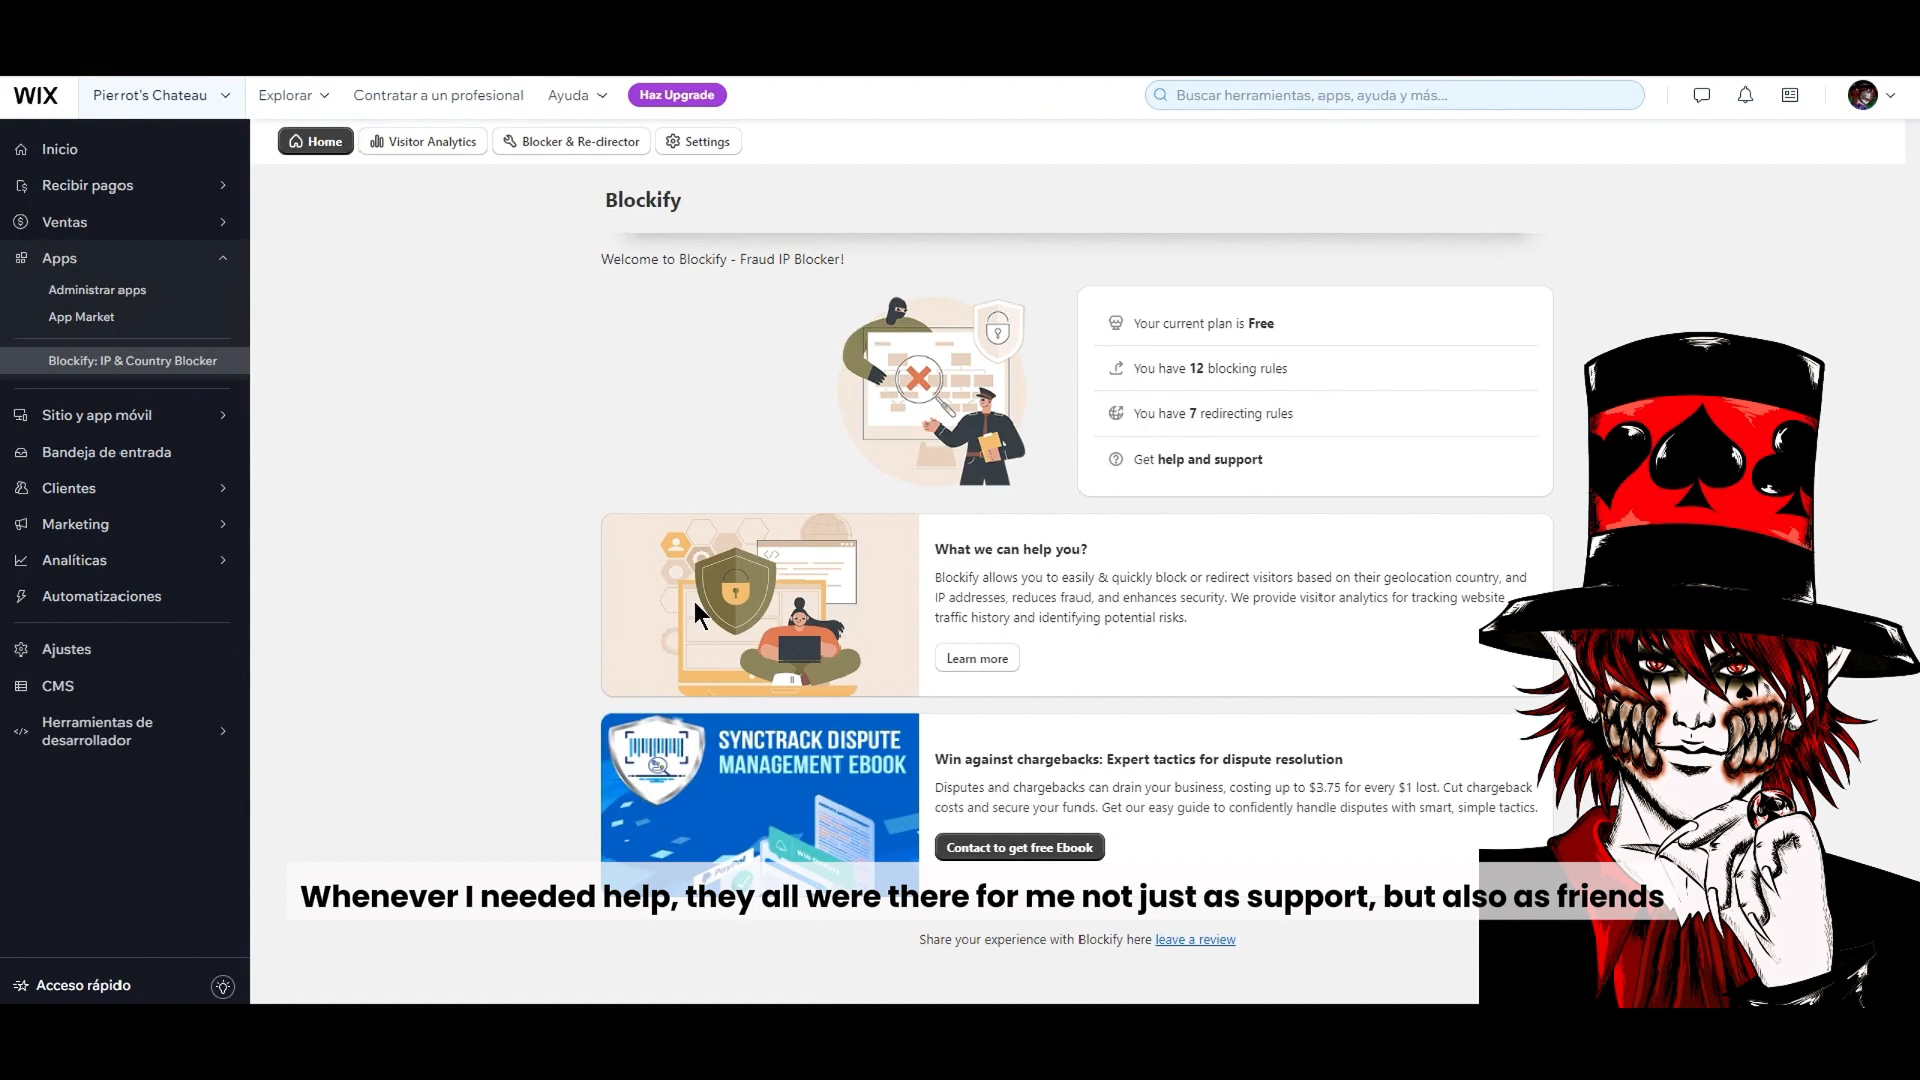 WIX
Pierrot's Chateau
Explorar
Contratar a un profesional
Ayuda
Haz Upgrade
Buscar herramientas, apps, ayuda y más...
Inicio
Recibir pagos
Ventas
Apps
Administrar apps
App Market
Blockify: IP & Country Blocker
Sitio y app móvil
Bandeja de entrada
Clientes
Marketing
Analíticas
Automatizaciones
Ajustes
CMS
Herramientas de
desarrollador
Acceso rápido
Home
Visitor Analytics
Blocker & Re-director
Settings
Blockify
Welcome to Blockify - Fraud IP Blocker!
Your current plan is Free
You have 12 blocking rules
You have 7 redirecting rules
Get help and support
What we can help you?
Blockify allows you to easily & quickly block or redirect visitors based on their geolocation country, and
IP addresses, reduces fraud, and enhances security. We provide visitor analytics for tracking website
traffic history and identifying potential risks.
Learn more
SYNCTRACK DISPUTE
MANAGEMENT EBOOK
Win against chargebacks: Expert tactics for dispute resolution
Disputes and chargebacks can drain your business, costing up to $3.75 for every $1 lost. Cut chargeback
costs and secure your funds. Get our easy guide to confidently handle disputes with smart, simple tactics.
Contact to get free Ebook
Whenever I needed help, they all were there for me not just as support, but also as friends
Share your experience with Blockify here leave a review